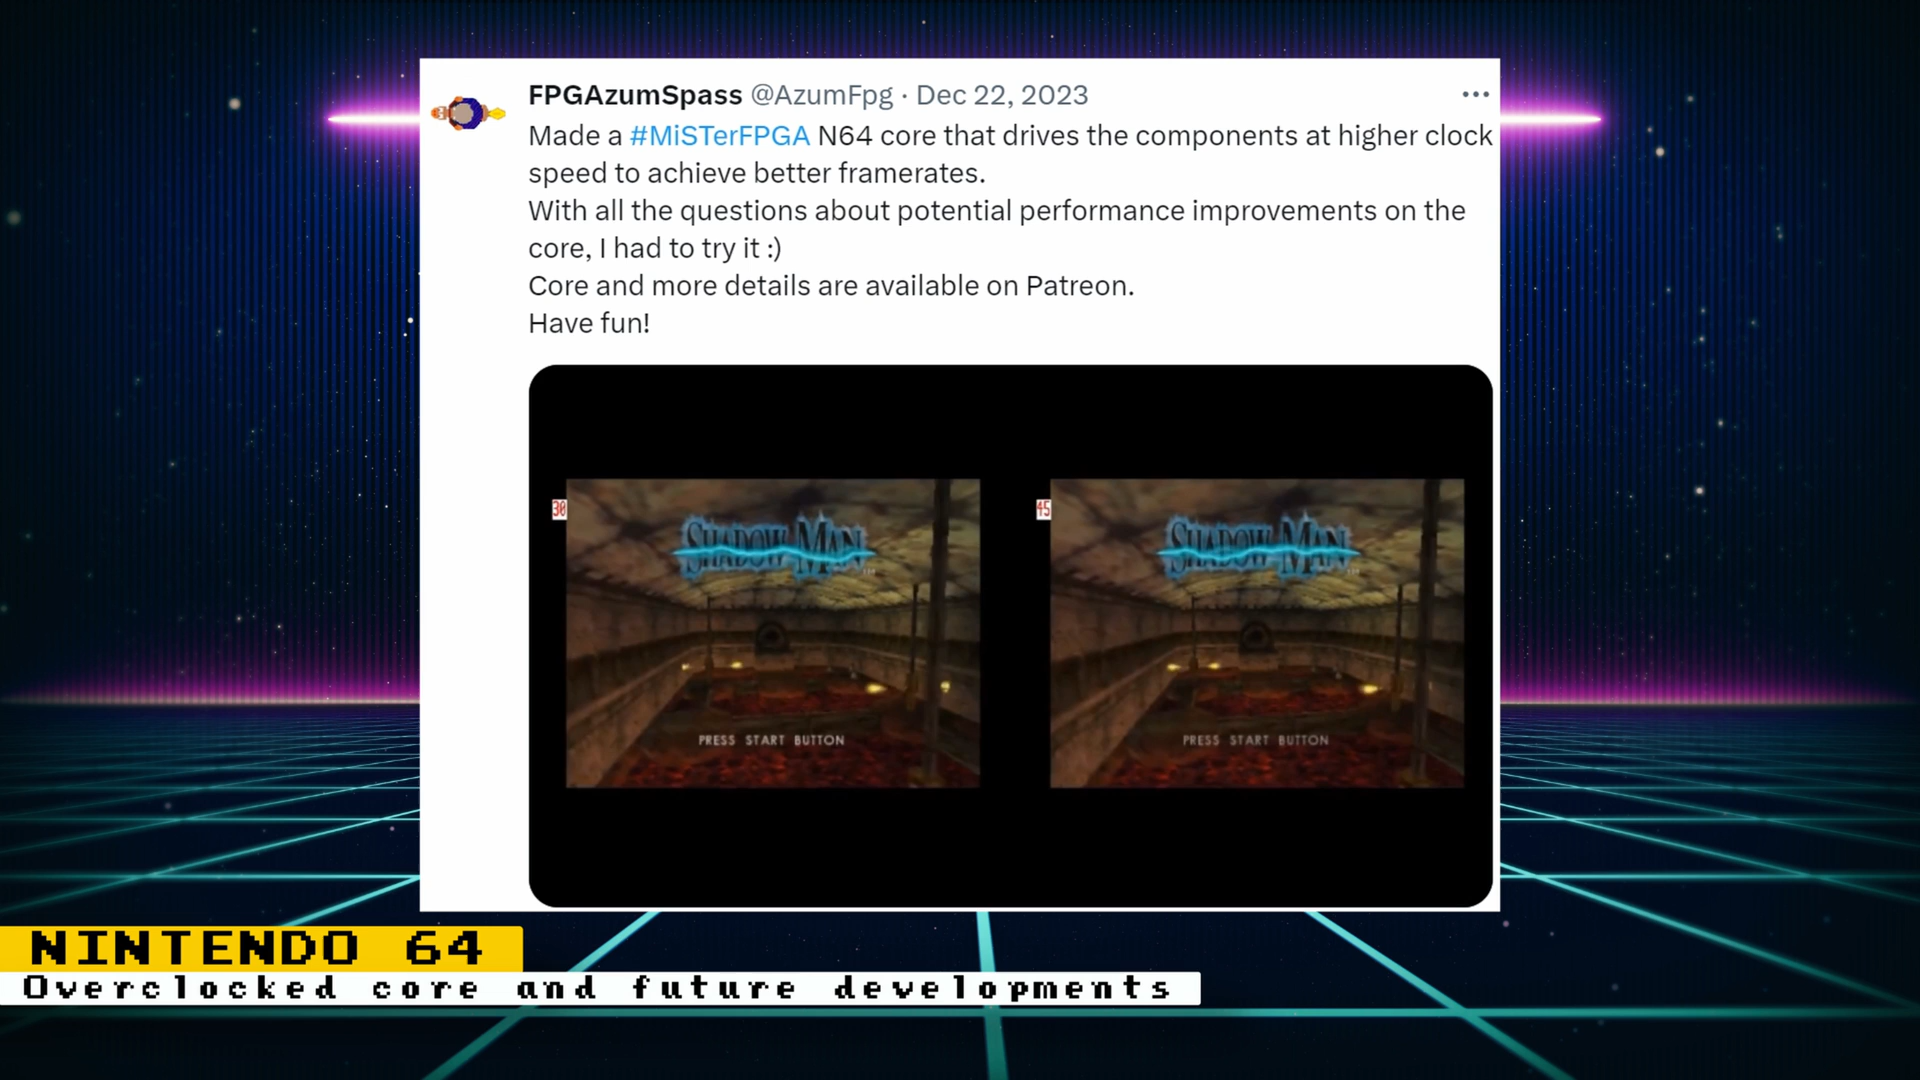 FPGAzumSpass @AzumFpg · Dec 22, 2023
Made a #MiSTerFPGA N64 core that drives the components at higher clock
speed to achieve better framerates.
With all the questions about potential performance improvements on the
core, I had to try it :)
Core and more details are available on Patreon.
Have fun!
30
SHADOW MAN
PRESS START BUTTON
45
SHADOW MAN
PRESS START BUTTON
NINTENDO 64
Overclocked core and future developments